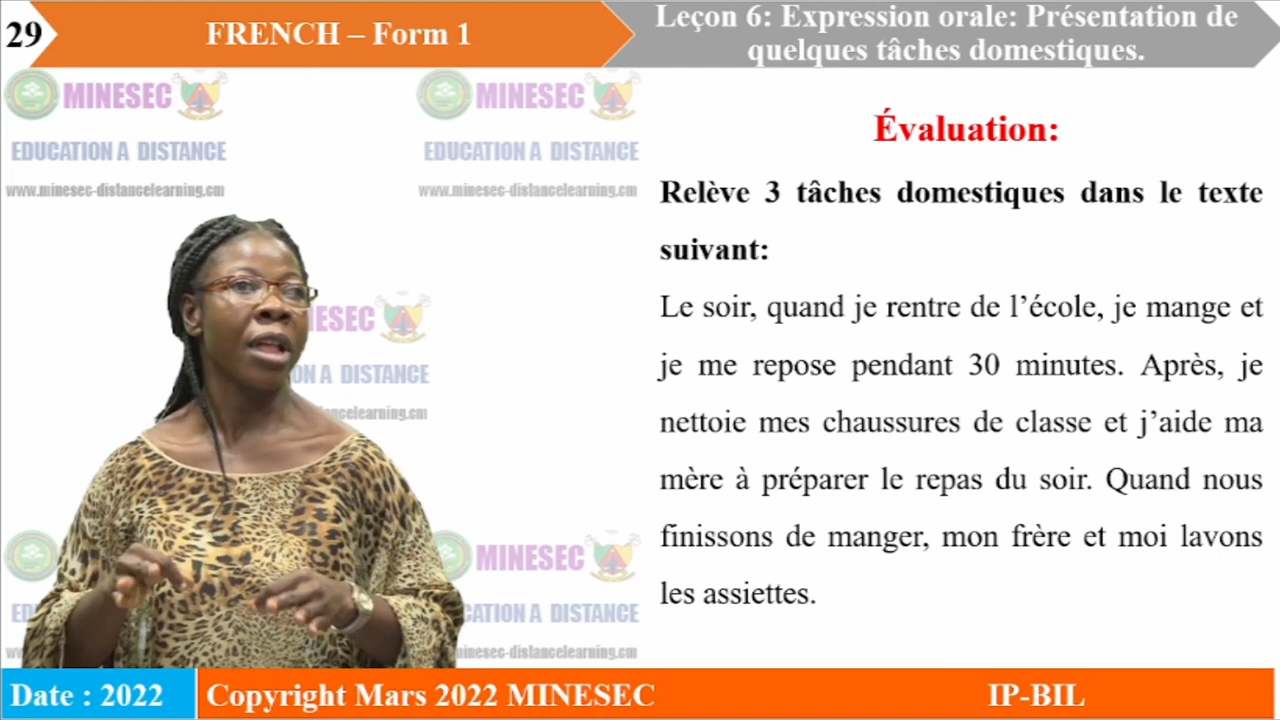 29
FRENCH – Form 1
Leçon 6: Expression orale: Présentation de
quelques tâches domestiques.
MINESEC
EDUCATION A DISTANCE
www.minesec-distancelearning.cm
MINESEC
EDUCATION A DISTANCE
www.minesec-distancelearning.cm
Évaluation:
Relève 3 tâches domestiques dans le texte
suivant:
Le soir, quand je rentre de l’école, je mange et
je me repose pendant 30 minutes. Après, je
nettoie mes chaussures de classe et j’aide ma
mère à préparer le repas du soir. Quand nous
finissons de manger, mon frère et moi lavons
les assiettes.
MINESEC
EDUCATION A DISTANCE
Date : 2022
Copyright Mars 2022 MINESEC
IP-BIL